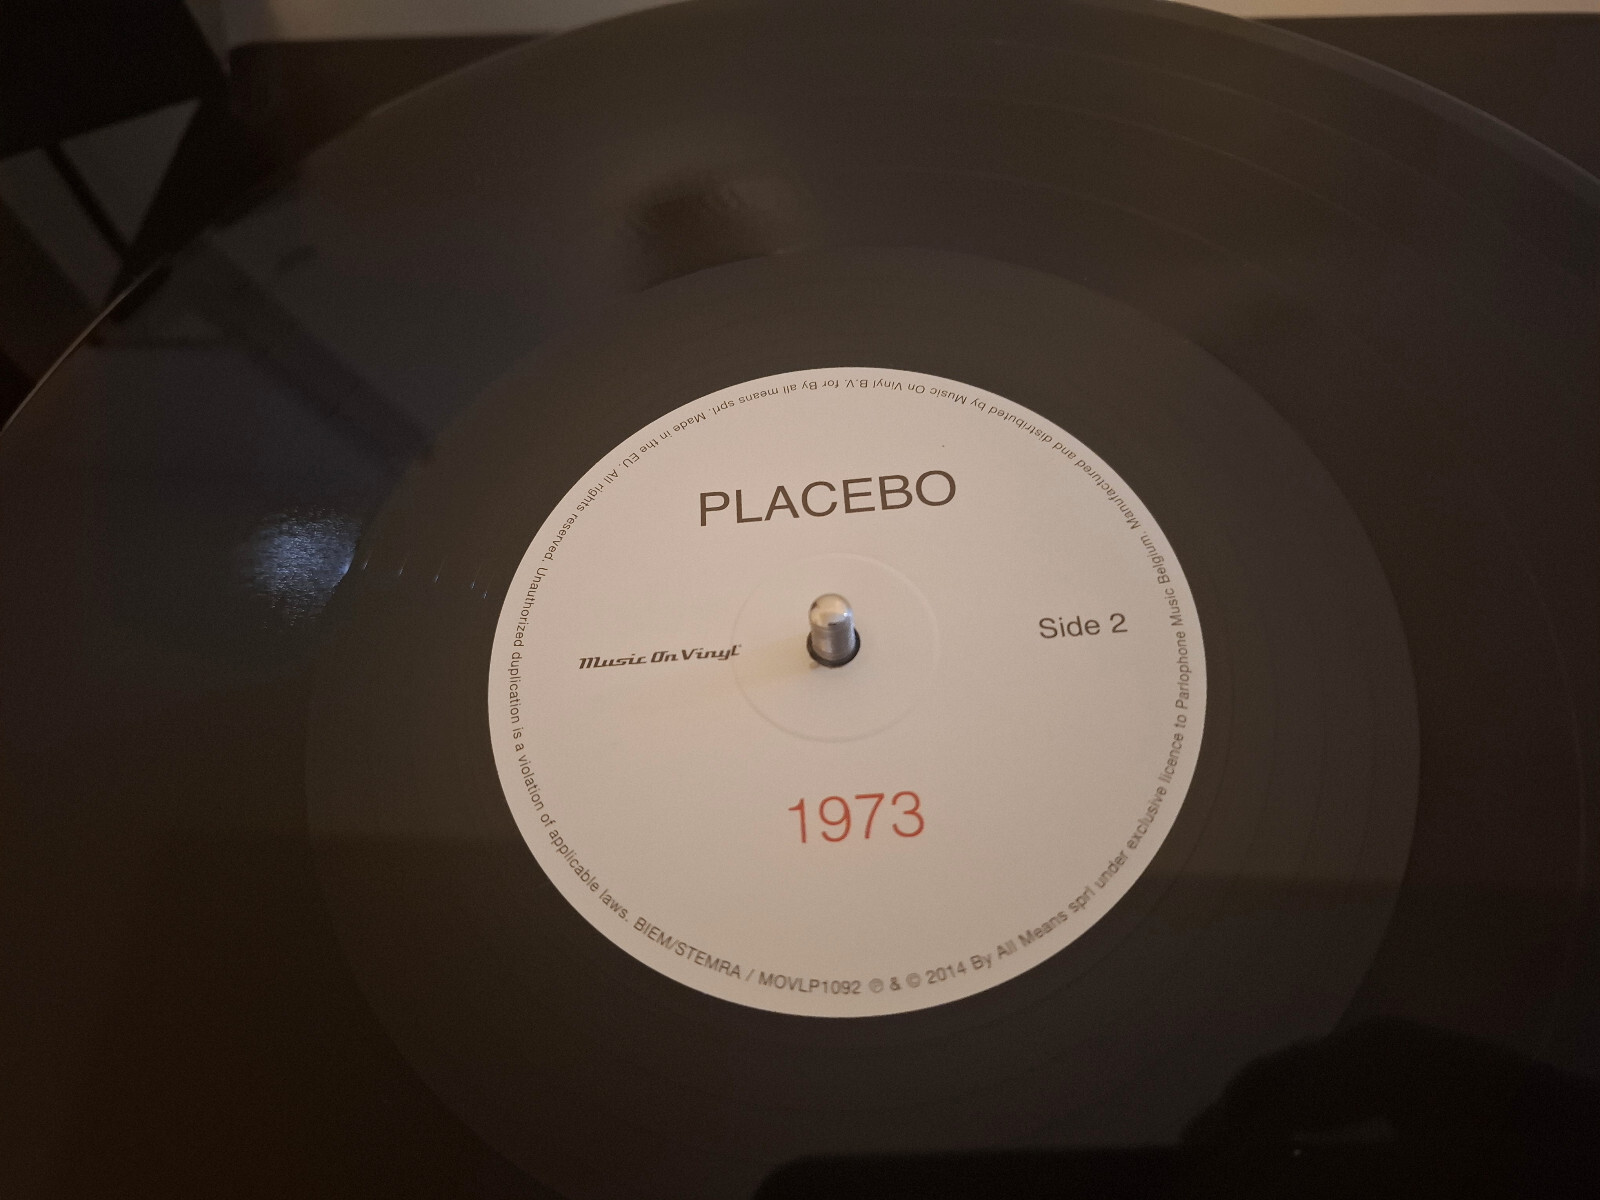 PLACEBO
Side 2
Music On Vinyl
1973
BIEM/STEMRA / MOVLP1092 ℗ & © 2014 By All Means sprl under exclusive licence to Parlophone Music Belgium. Manufactured and distributed by Music On Vinyl B.V. for By all means sprl. Made in the EU. All rights reserved. Unauthorized duplication is a violation of applicable laws.